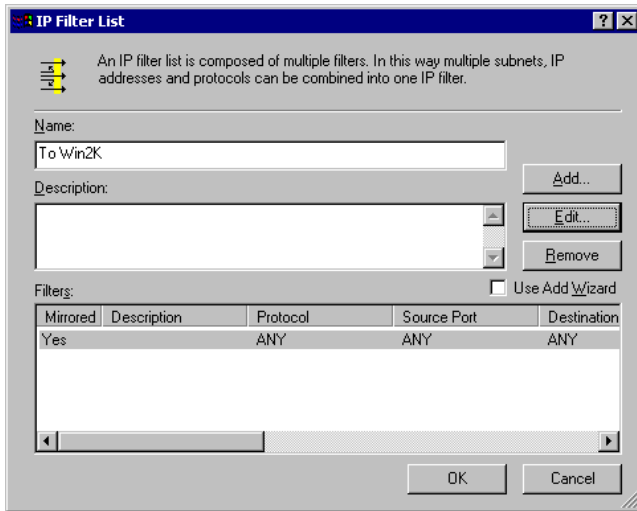 IP Filter List
An IP filter list is composed of multiple filters. In this way multiple subnets, IP
addresses and protocols can be combined into one IP filter.
Name:
To Win2K
Add...
Description:
Edit...
Remove
Filters:
Use Add Wizard
Mirrored Description Protocol Source Port Destination
Yes ANY ANY ANY
OK Cancel